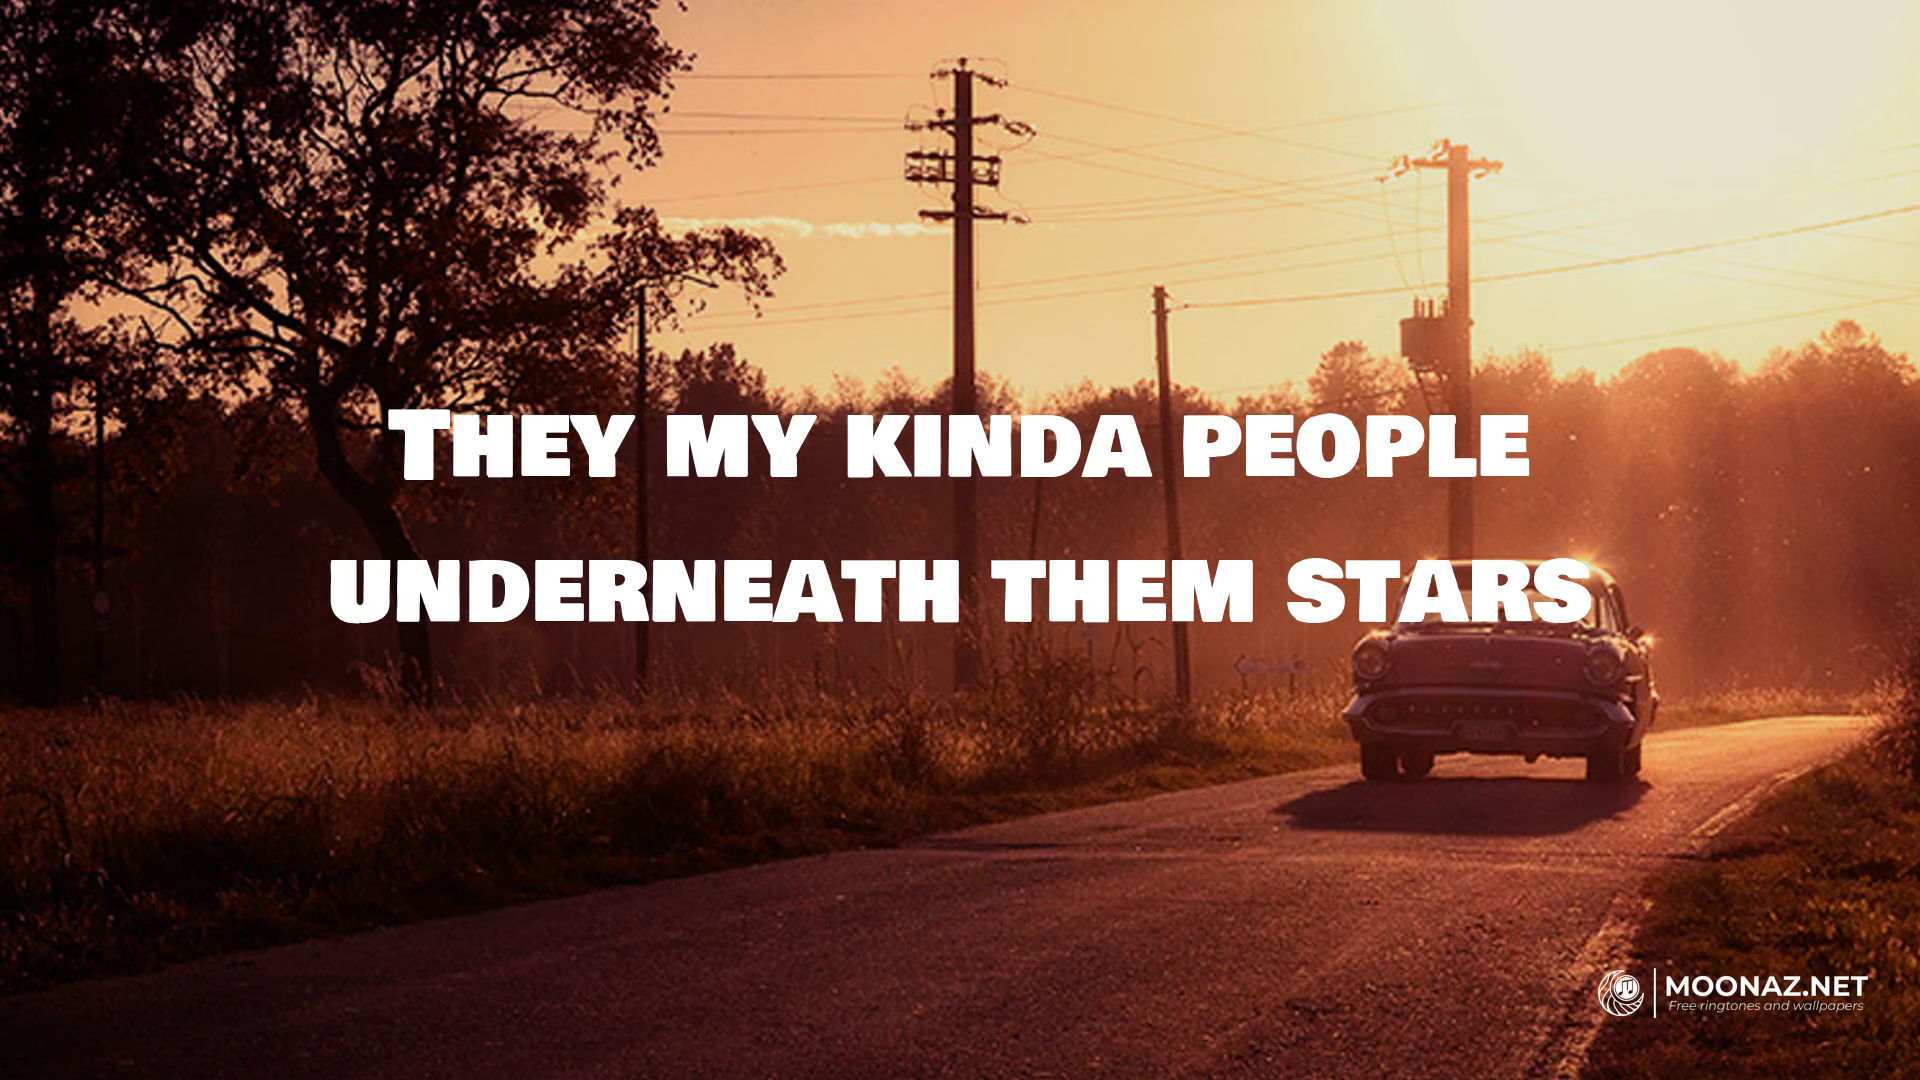 They my kinda people
underneath them stars
MOONAZ.NET
Free ringtones and wallpapers